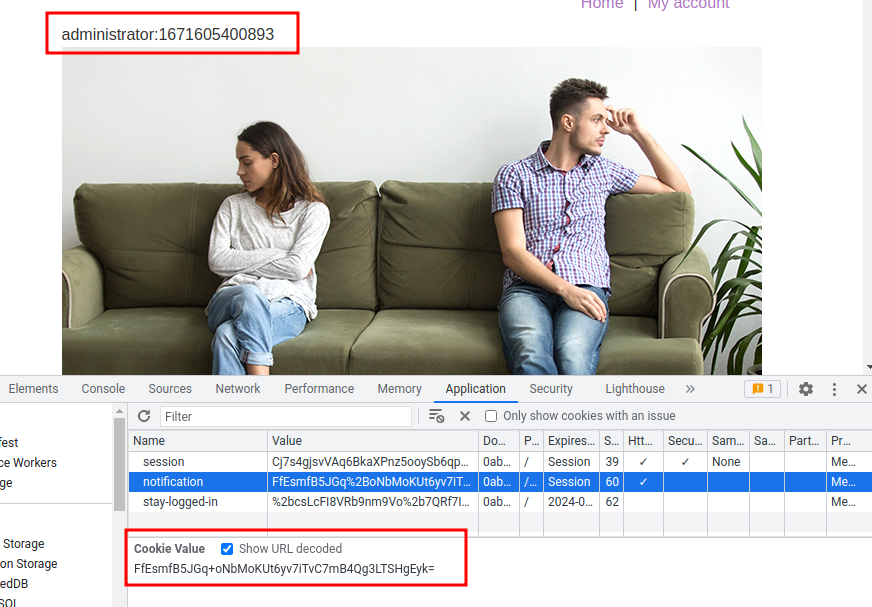 Home | My account
administrator:1671605400893
Elements Console Sources Network Performance Memory Application Security Lighthouse » 1
Filter Only show cookies with an issue
Name Value Do... P... Expires... S... Htt... Secu... Sam... Sa... Part... Pr...
session Cj7s4gjsvVAq6BkaXPnz5ooySb6qp... 0ab... / Session 39 ✓ ✓ None Me...
notification FfEsmfB5JGq%2BoNbMoKUt6yv7iT... 0ab... /... Session 60 ✓ Me...
stay-logged-in %2bcsLcFI8VRb9nm9Vo%2b7QRf7I... 0ab... / 2024-0... 62 Me...
fest
ce Workers
ge
Storage
on Storage
edDB
SQL
Cookie Value Show URL decoded
FfEsmfB5JGq+oNbMoKUt6yv7iTvC7mB4Qg3LTSHgEyk=